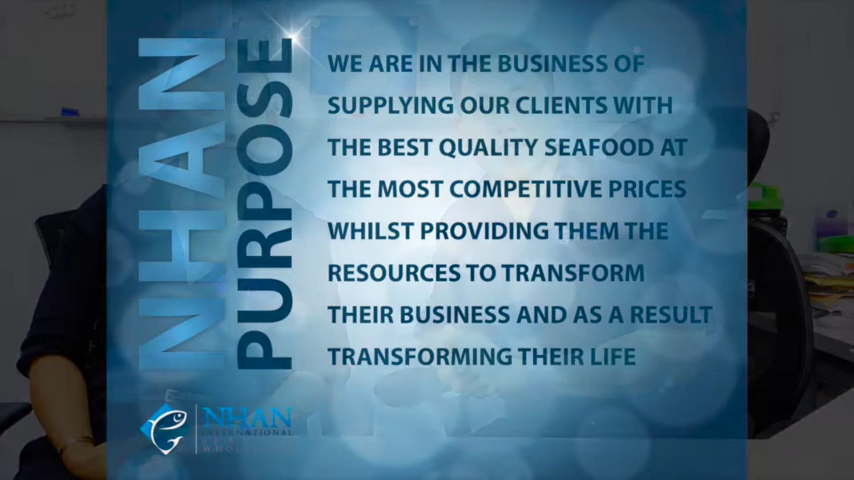 NHAN
PURPOSE
WE ARE IN THE BUSINESS OF
SUPPLYING OUR CLIENTS WITH
THE BEST QUALITY SEAFOOD AT
THE MOST COMPETITIVE PRICES
WHILST PROVIDING THEM THE
RESOURCES TO TRANSFORM
THEIR BUSINESS AND AS A RESULT
TRANSFORMING THEIR LIFE
NHAN
INTERNATIONAL